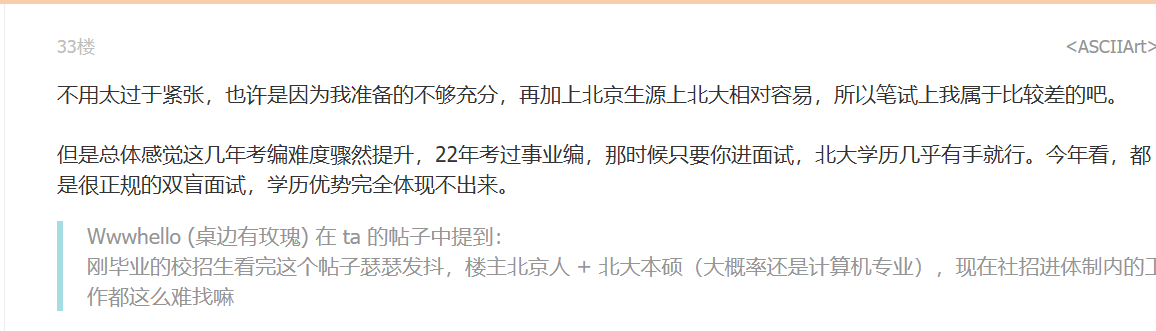 33楼
<ASCIIArt>
不用太过于紧张，也许是因为我准备的不够充分，再加上北京生源上北大相对容易，所以笔试上我属于比较差的吧。
但是总体感觉这几年考编难度骤然提升，22年考过事业编，那时候只要你进面试，北大学历几乎有手就行。今年看，都
是很正规的双盲面试，学历优势完全体现不出来。
Wwwhello (桌边有玫瑰) 在 ta 的帖子中提到：
刚毕业的校招生看完这个帖子瑟瑟发抖，楼主北京人 + 北大本硕（大概率还是计算机专业），现在社招进体制内的工
作都这么难找嘛